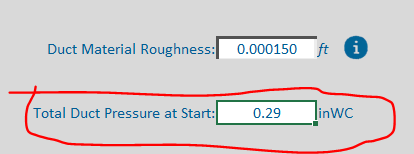 Duct Material Roughness: 0.000150 ft i
Total Duct Pressure at Start: 0.29 inWC